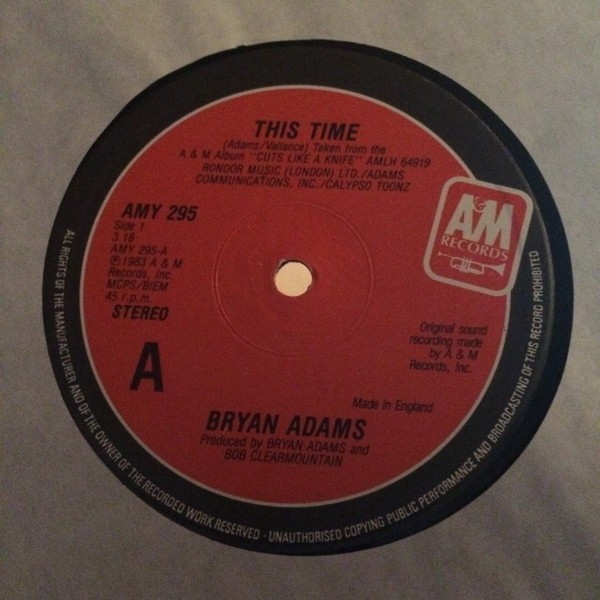 THIS TIME
(Adams/Vallance) Taken from the
A & M Album "CUTS LIKE A KNIFE" AMLH 64919
RONDOR MUSIC (LONDON) LTD./ADAMS
COMMUNICATIONS, INC./CALYPSO TOONZ
AMY 295
Side 1
3.18
AMY 295-A
℗1983 A & M
Records, Inc.
MCPS/BIEM
45 r.p.m.
STEREO
A&M
RECORDS
Original sound
recording made
by A & M
Records, Inc.
A
Made in England
BRYAN ADAMS
Produced by BRYAN ADAMS and
BOB CLEARMOUNTAIN
ALL RIGHTS OF THE MANUFACTURER AND OF THE OWNER OF THE RECORDED WORK RESERVED · UNAUTHORISED COPYING PUBLIC PERFORMANCE AND BROADCASTING OF THIS RECORD PROHIBITED